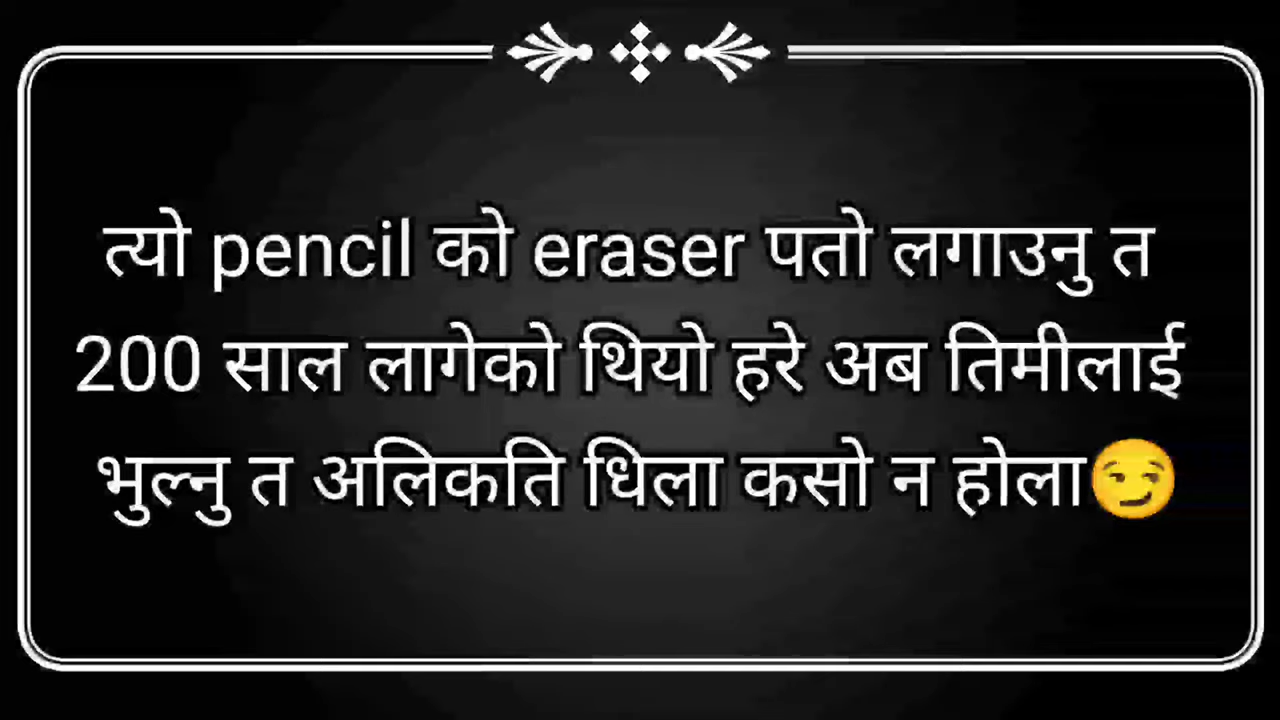 त्यो pencil को eraser पतो लगाउनु त
200 साल लागेको थियो हरे अब तिमीलाई
भुल्नु त अलिकति धिला कसो न होला😏